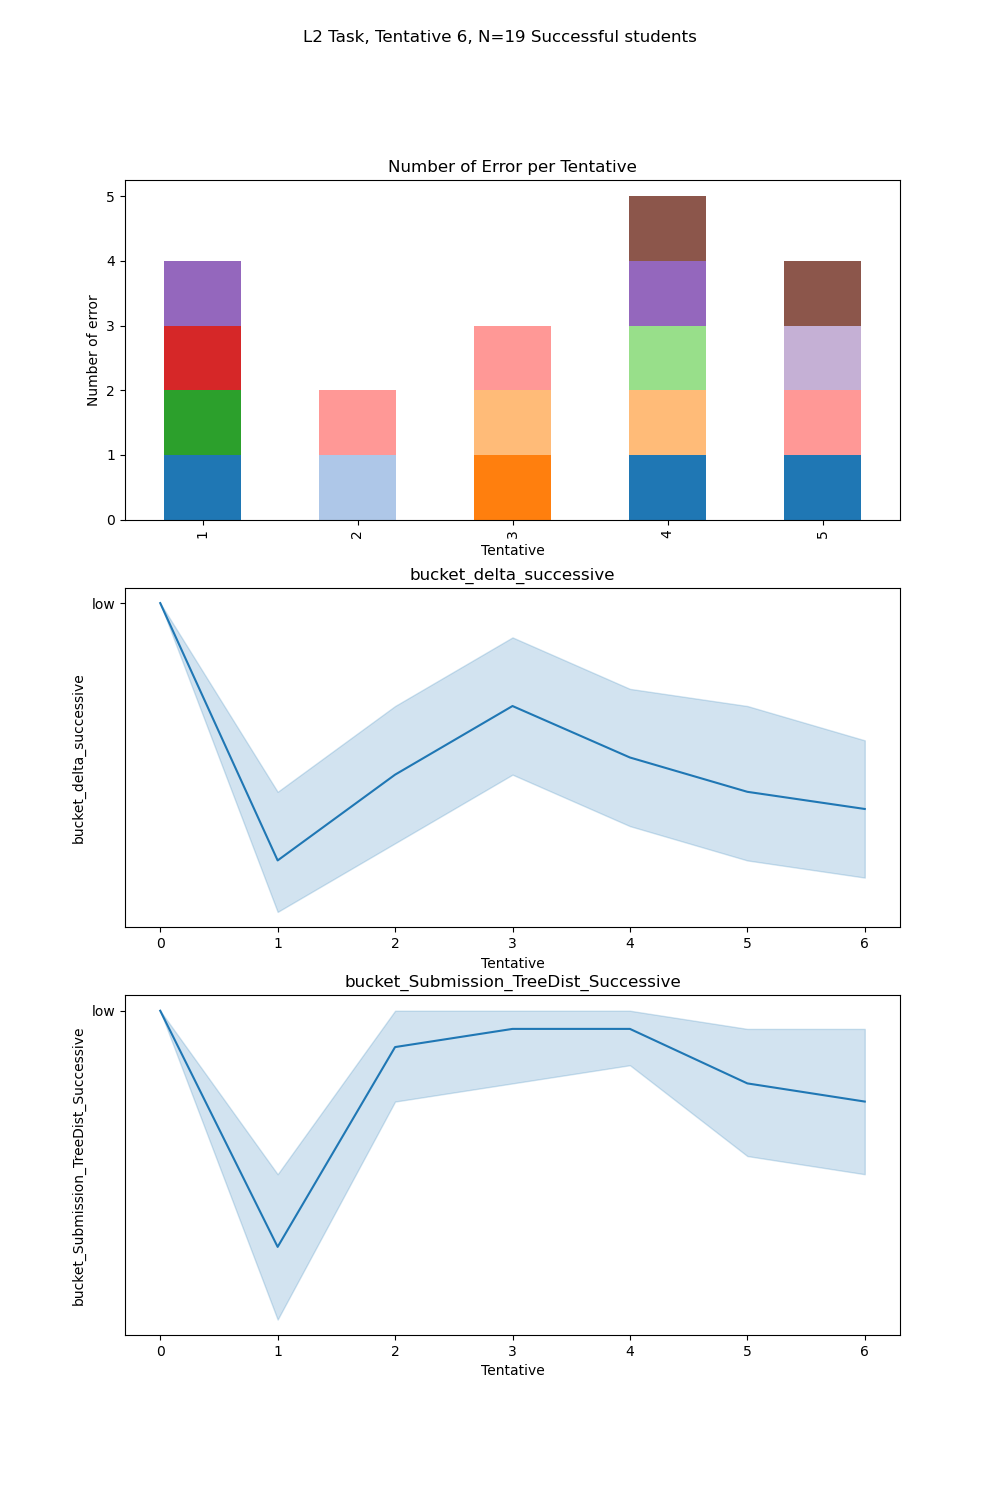 L2 Task, Tentative 6, N=19 Successful students
Number of Error per Tentative
Number of error
5
4
3
2
1
0
1 2 3 4 5
Tentative
bucket_delta_successive
bucket_delta_successive
low
0 1 2 3 4 5 6
Tentative
bucket_Submission_TreeDist_Successive
bucket_Submission_TreeDist_Successive
low
0 1 2 3 4 5 6
Tentative